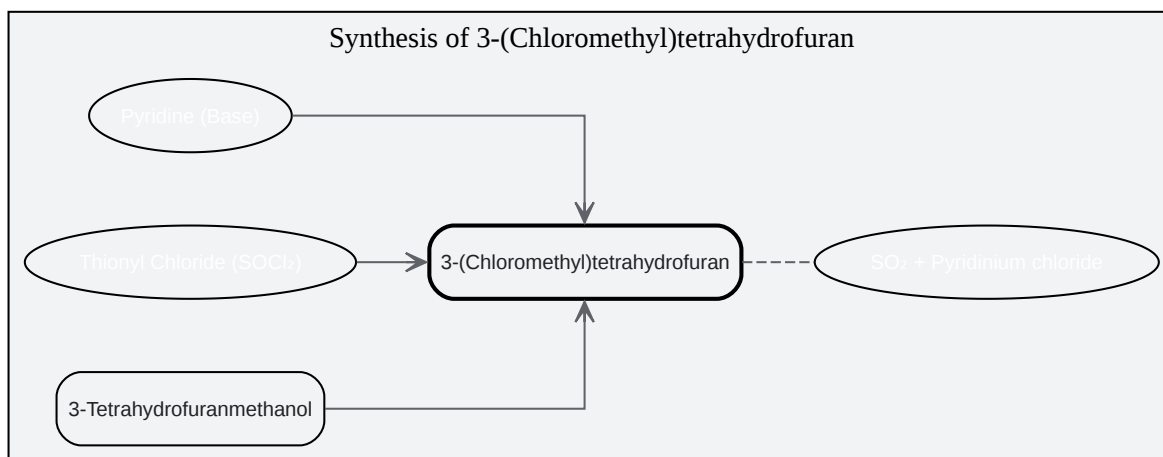 Synthesis of 3-(Chloromethyl)tetrahydrofuran
Pyridine (Base)
Thionyl Chloride (SOCl₂)
3-(Chloromethyl)tetrahydrofuran
SO₂ + Pyridinium chloride
3-Tetrahydrofuranmethanol